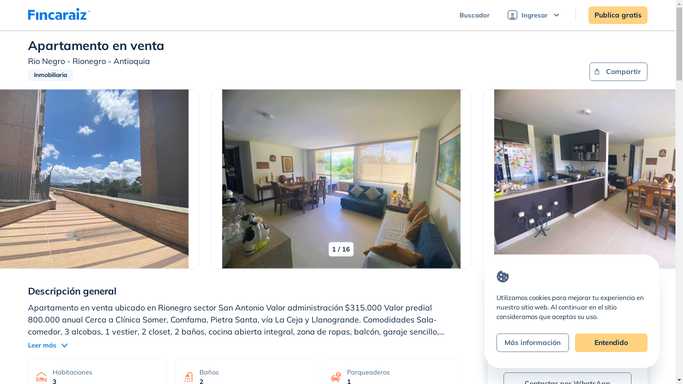 Fincaraiz
Buscador
Ingresar
Publica gratis
Apartamento en venta
Rio Negro - Rionegro - Antioquia
Inmobiliaria
Compartir
1 / 16
Descripción general
Apartamento en venta ubicado en Rionegro sector San Antonio Valor administración $315.000 Valor predial
800.000 anual Cerca a Clínica Somer, Comfama, Pietra Santa, vía La Ceja y Llanogrande. Comodidades Sala-
comedor, 3 alcobas, 1 vestier, 2 closet, 2 baños, cocina abierta integral, zona de ropas, balcón, garaje sencillo,...
Leer más
Habitaciones
3
Baños
2
Parqueaderos
1
Utilizamos cookies para mejorar tu experiencia en
nuestro sitio web. Al continuar en el sitio
consideramos que aceptas su uso.
Más información
Entendido
Contactar por WhatsApp